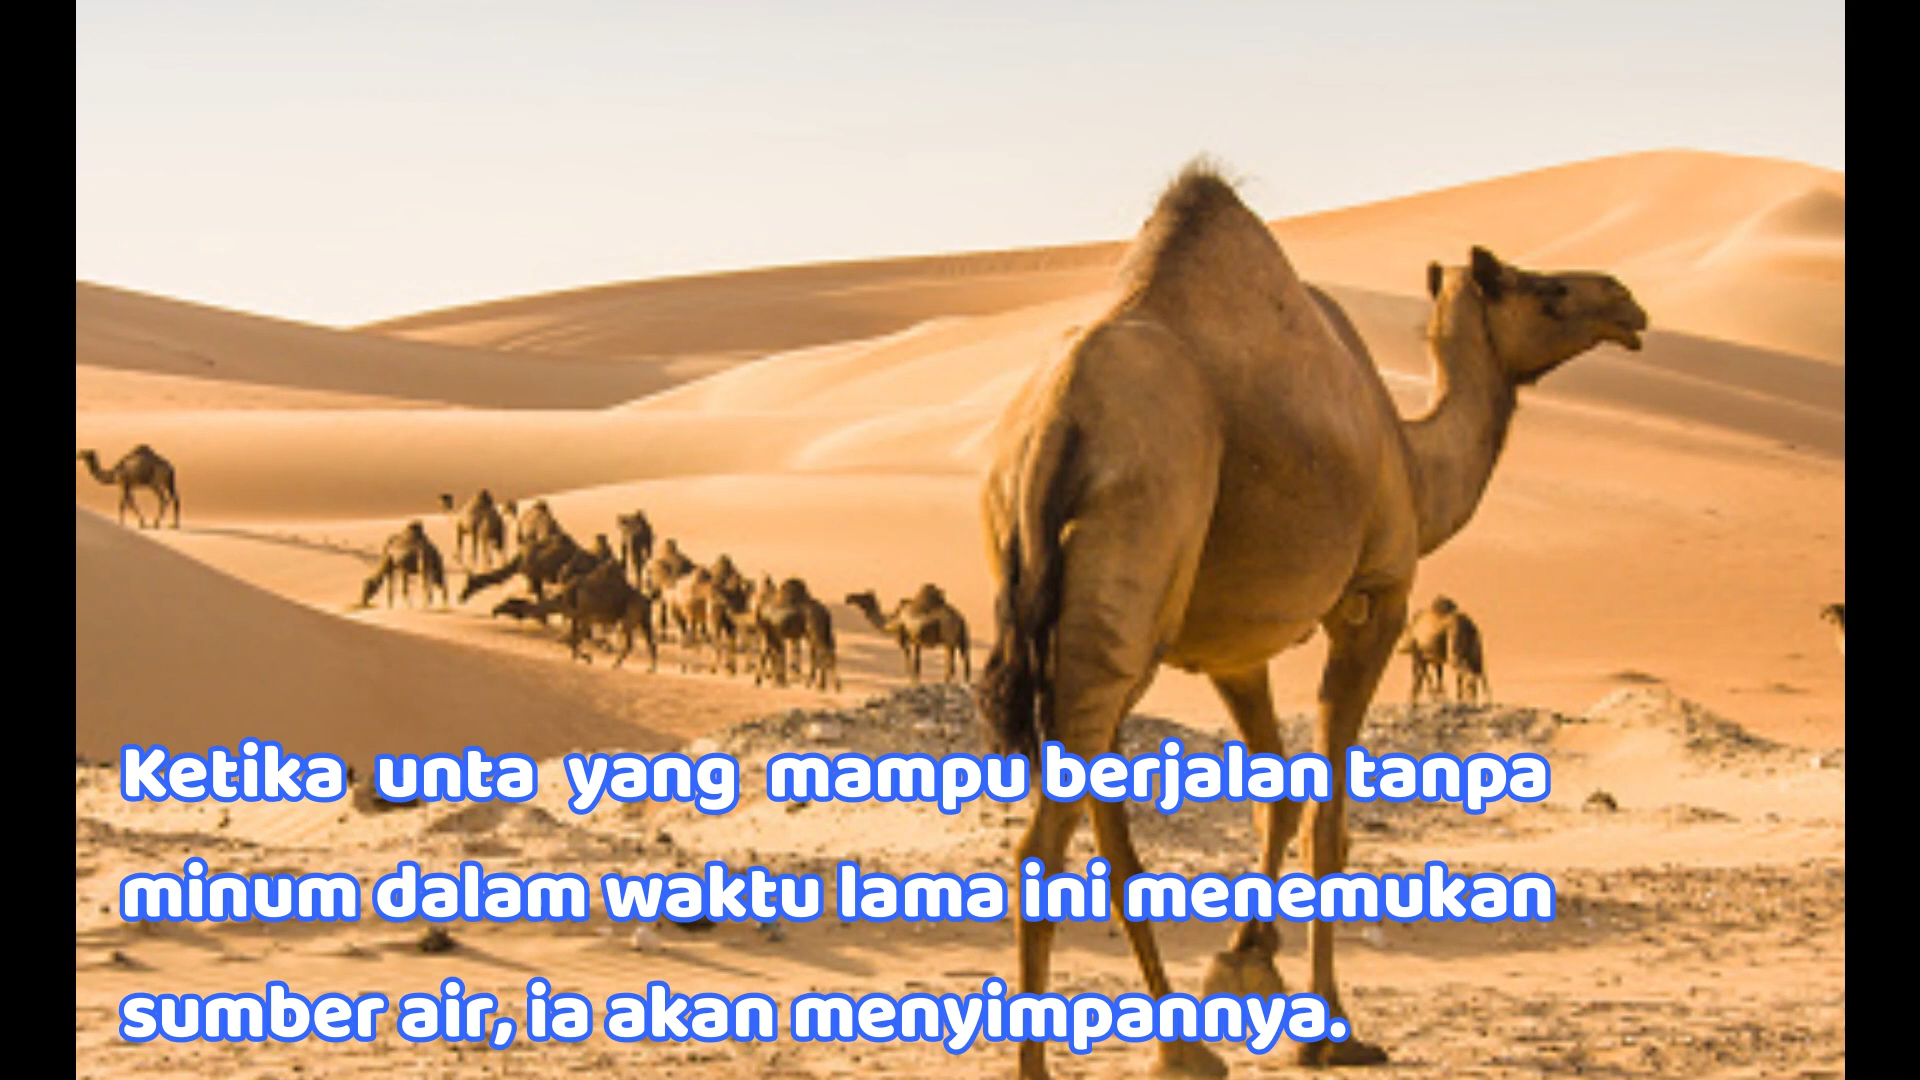 Ketika unta yang mampu berjalan tanpa
minum dalam waktu lama ini menemukan
sumber air, ia akan menyimpannya.